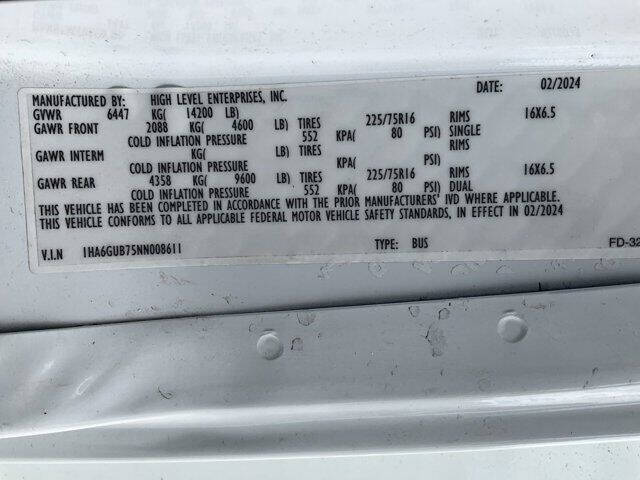 MANUFACTURED BY: HIGH LEVEL ENTERPRISES, INC. DATE: 02/2024
GVWR 6447 KG( 14200 LB)
GAWR FRONT 2088 KG( 4600 LB) TIRES 225/75R16 RIMS 16X6.5
COLD INFLATION PRESSURE 552 KPA( 80 PSI) SINGLE
GAWR INTERM KG( LB) TIRES RIMS
COLD INFLATION PRESSURE KPA( PSI)
GAWR REAR 4358 KG( 9600 LB) TIRES 225/75R16 RIMS 16X6.5
COLD INFLATION PRESSURE 552 KPA( 80 PSI) DUAL
THIS VEHICLE HAS BEEN COMPLETED IN ACCORDANCE WITH THE PRIOR MANUFACTURERS' IVD WHERE APPLICABLE.
THIS VEHICLE CONFORMS TO ALL APPLICABLE FEDERAL MOTOR VEHICLE SAFETY STANDARDS, IN EFFECT IN 02/2024
V.I.N 1HA6GUB75NN008611 TYPE: BUS FD-32